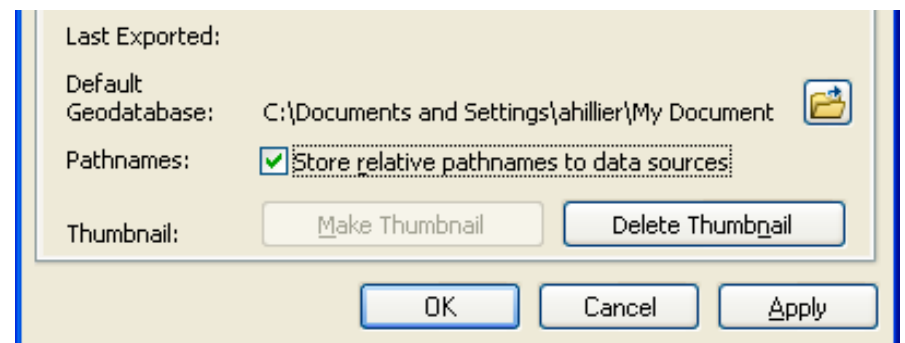 Last Exported:
Default
Geodatabase: C:\Documents and Settings\ahillier\My Document
Pathnames: Store relative pathnames to data sources
Thumbnail: Make Thumbnail Delete Thumbnail
OK Cancel Apply